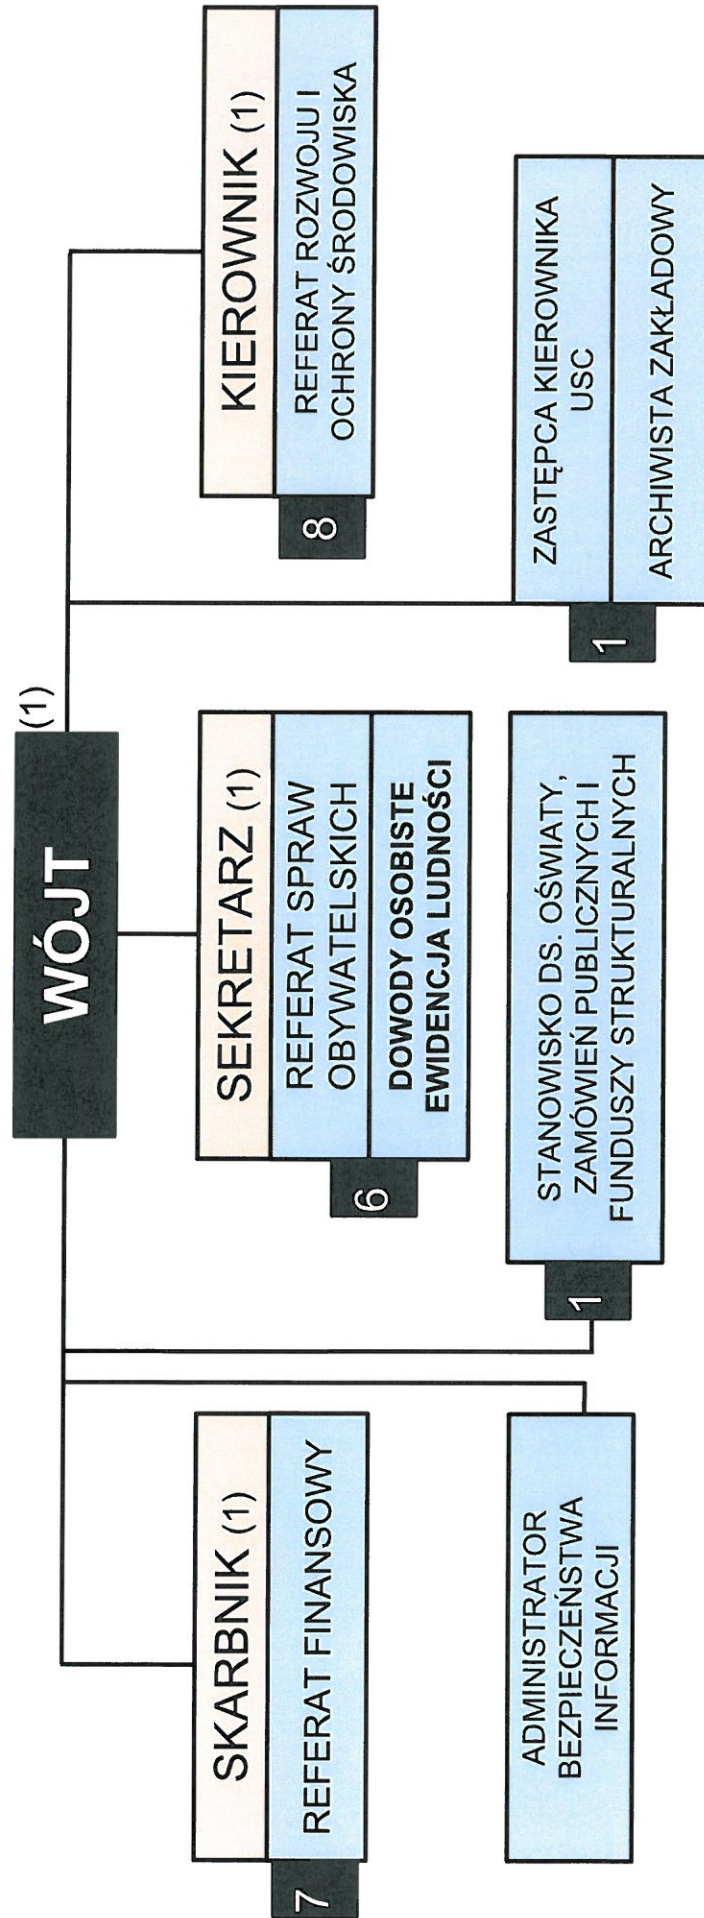 WÓJT
(1)
SKARBNIK (1)
REFERAT FINANSOWY
7
SEKRETARZ (1)
REFERAT SPRAW
OBYWATELSKICH
DOWODY OSOBISTE
EWIDENCJA LUDNOŚCI
6
KIEROWNIK (1)
REFERAT ROZWOJU I
OCHRONY ŚRODOWISKA
8
ADMINISTRATOR
BEZPIECZEŃSTWA
INFORMACJI
STANOWISKO DS. OŚWIATY,
ZAMÓWIEŃ PUBLICZNYCH I
FUNDUSZY STRUKTURALNYCH
1
ZASTĘPCA KIEROWNIKA
USC
1
ARCHIWISTA ZAKŁADOWY